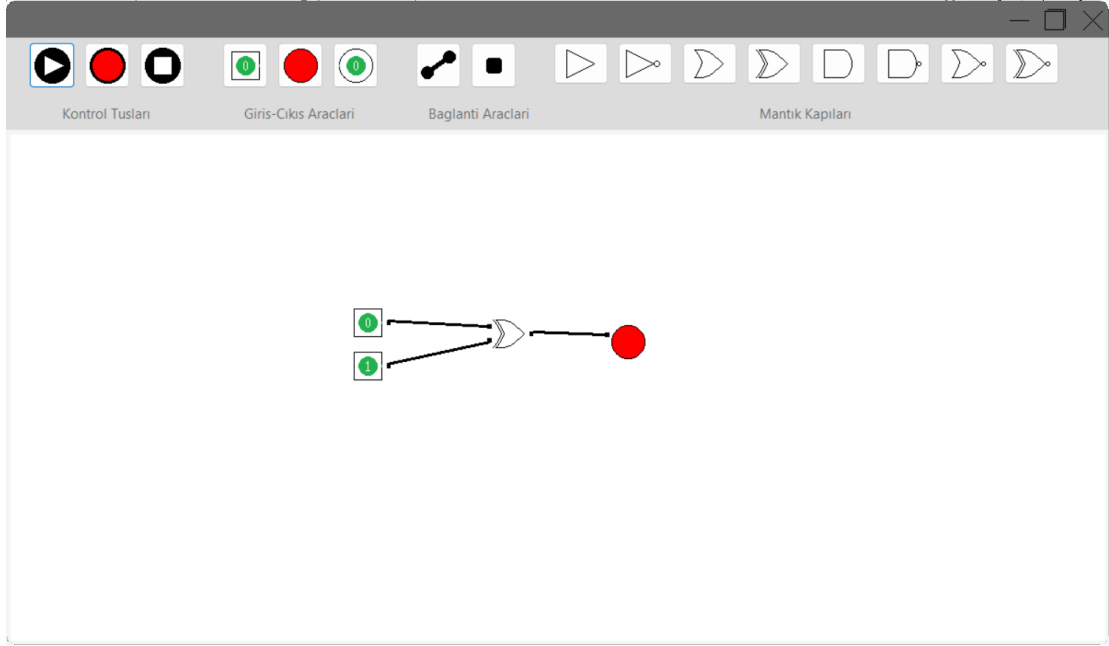 0
0
Kontrol Tusları
Giris-Cıkıs Araclari
Baglanti Araclari
Mantık Kapıları
0
1